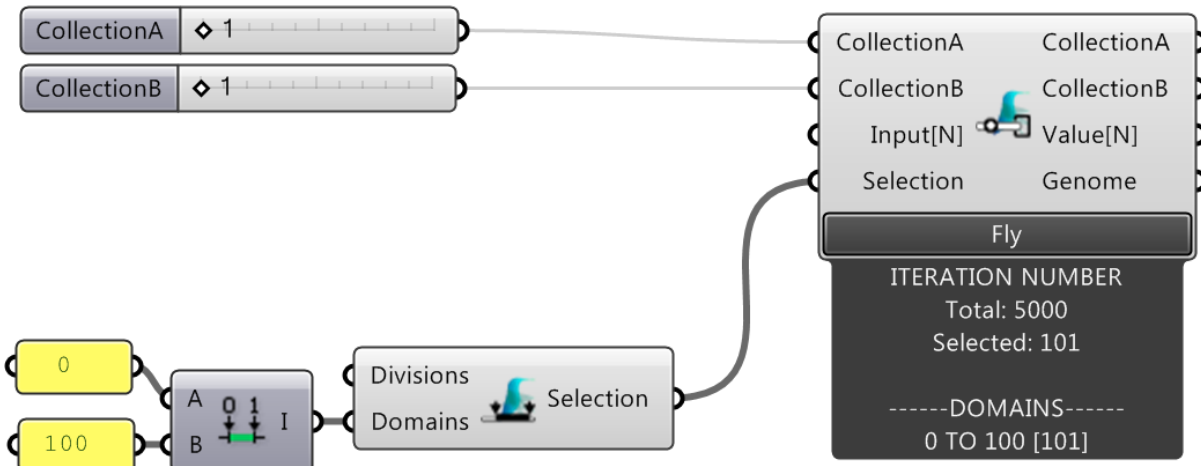 CollectionA 1
CollectionB 1
CollectionA CollectionA
CollectionB CollectionB
Input[N] Value[N]
Selection Genome
Fly
ITERATION NUMBER
Total: 5000
Selected: 101
------DOMAINS------
0 TO 100 [101]
0
100
A 0 1 I
B
Divisions
Domains
Selection